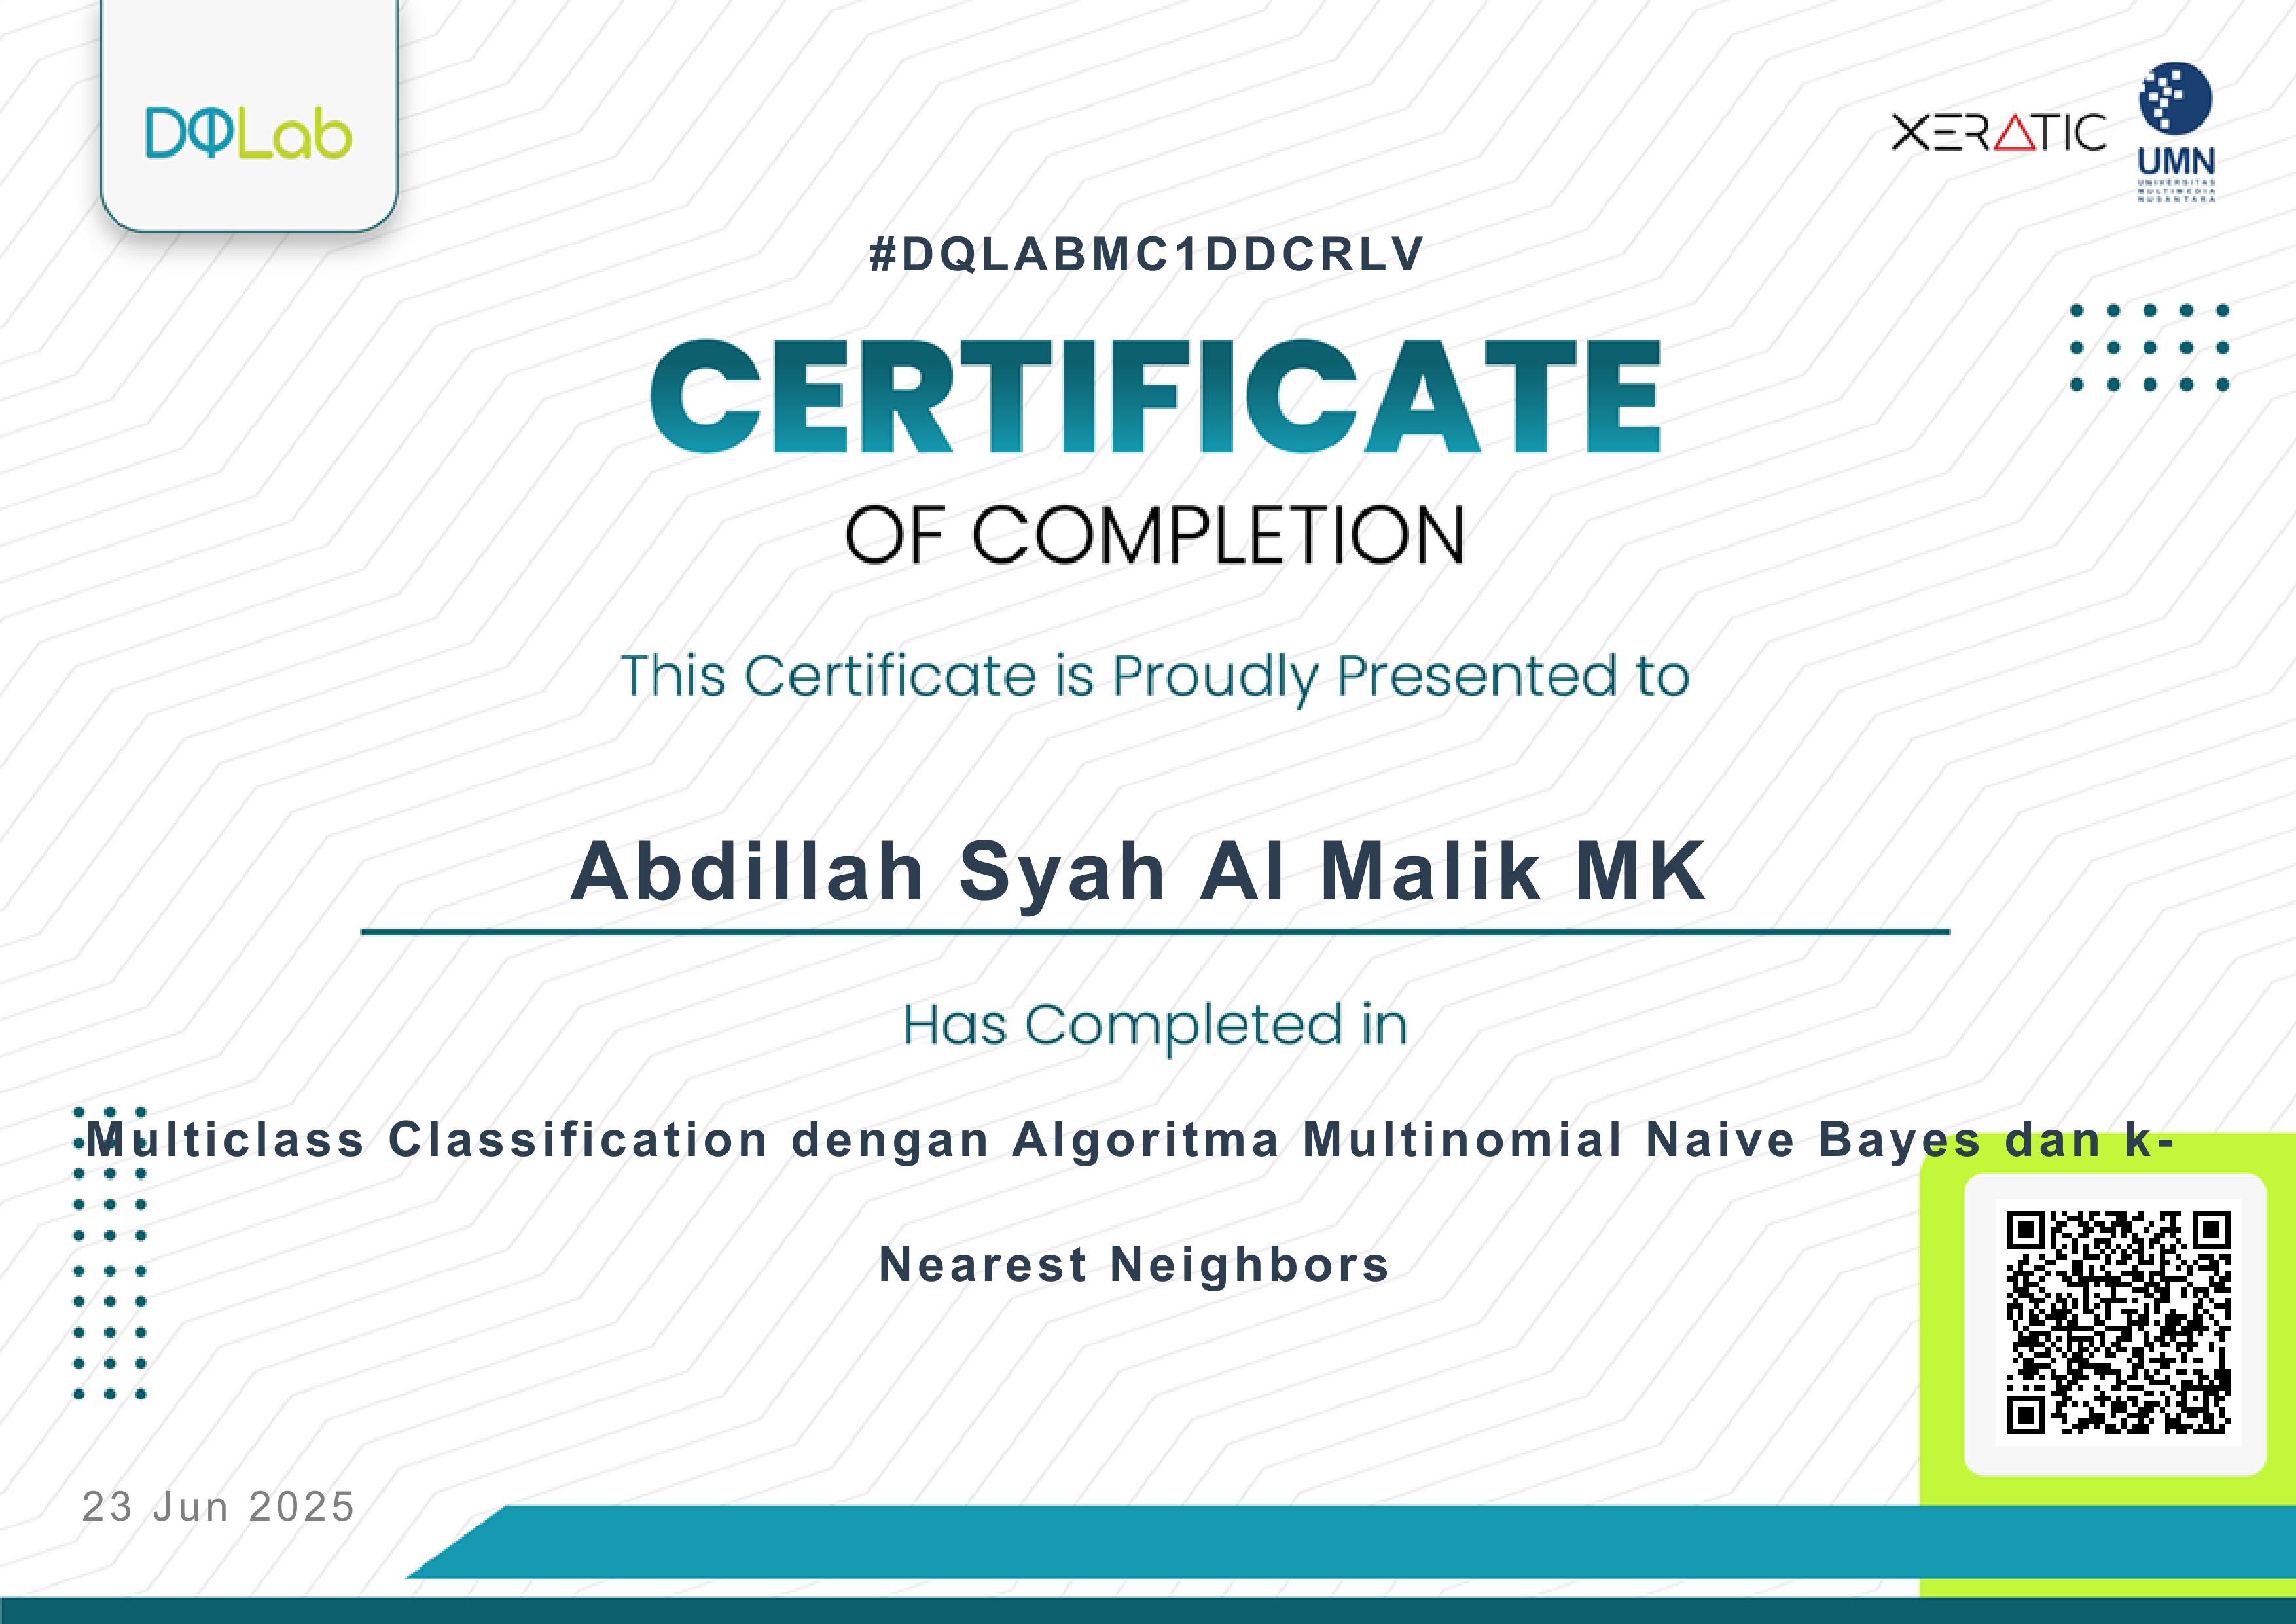 DQLab
XERATIC
UMN
UNIVERSITAS
MULTIMEDIA
NUSANTARA
#DQLABMC1DDCRLV
CERTIFICATE
OF COMPLETION
This Certificate is Proudly Presented to
Abdillah Syah Al Malik MK
Has Completed in
Multiclass Classification dengan Algoritma Multinomial Naive Bayes dan k-
Nearest Neighbors
23 Jun 2025